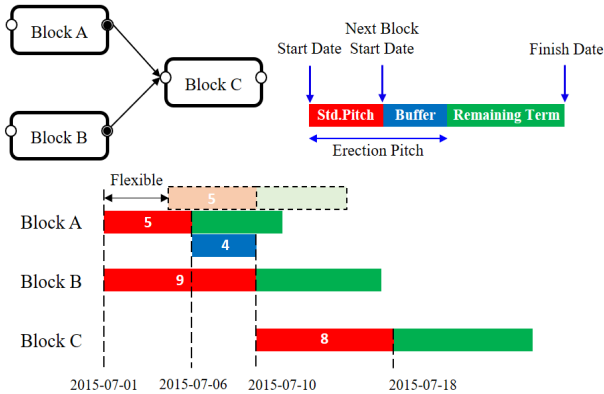 Block A
Block B
Block C
Next Block
Start Date
Start Date
Finish Date
Std.Pitch
Buffer
Remaining Term
Erection Pitch
Flexible
5
Block A
5
4
Block B
9
Block C
8
2015-07-01
2015-07-06
2015-07-10
2015-07-18